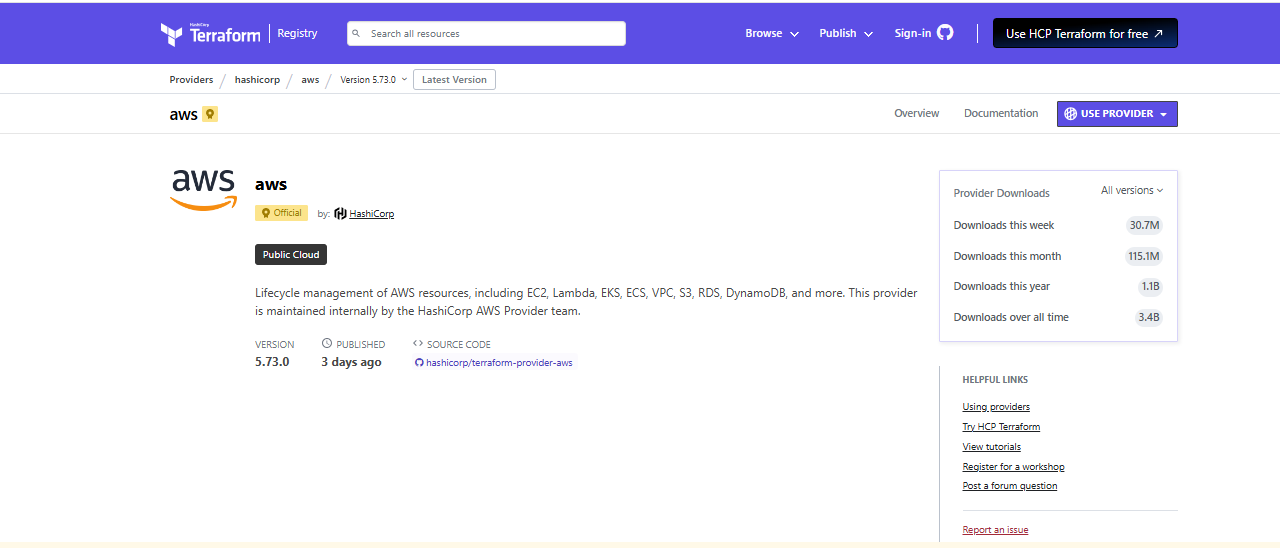 HashiCorp
Terraform
Registry
Search all resources
Browse
Publish
Sign-in
Use HCP Terraform for free
Providers / hashicorp / aws / Version 5.73.0
Latest Version
aws
Overview
Documentation
USE PROVIDER
aws
aws
Official
by: HashiCorp
Public Cloud
Lifecycle management of AWS resources, including EC2, Lambda, EKS, ECS, VPC, S3, RDS, DynamoDB, and more. This provider
is maintained internally by the HashiCorp AWS Provider team.
VERSION
5.73.0
PUBLISHED
3 days ago
<> SOURCE CODE
hashicorp/terraform-provider-aws
Provider Downloads
All versions
Downloads this week 30.7M
Downloads this month 115.1M
Downloads this year 1.1B
Downloads over all time 3.4B
HELPFUL LINKS
Using providers
Try HCP Terraform
View tutorials
Register for a workshop
Post a forum question
Report an issue